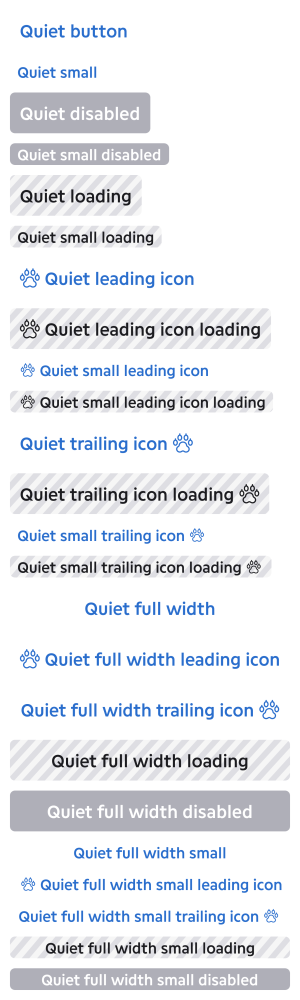 Quiet button
Quiet small
Quiet disabled
Quiet small disabled
Quiet loading
Quiet small loading
Quiet leading icon
Quiet leading icon loading
Quiet small leading icon
Quiet small leading icon loading
Quiet trailing icon
Quiet trailing icon loading
Quiet small trailing icon
Quiet small trailing icon loading
Quiet full width
Quiet full width leading icon
Quiet full width trailing icon
Quiet full width loading
Quiet full width disabled
Quiet full width small
Quiet full width small leading icon
Quiet full width small trailing icon
Quiet full width small loading
Quiet full width small disabled